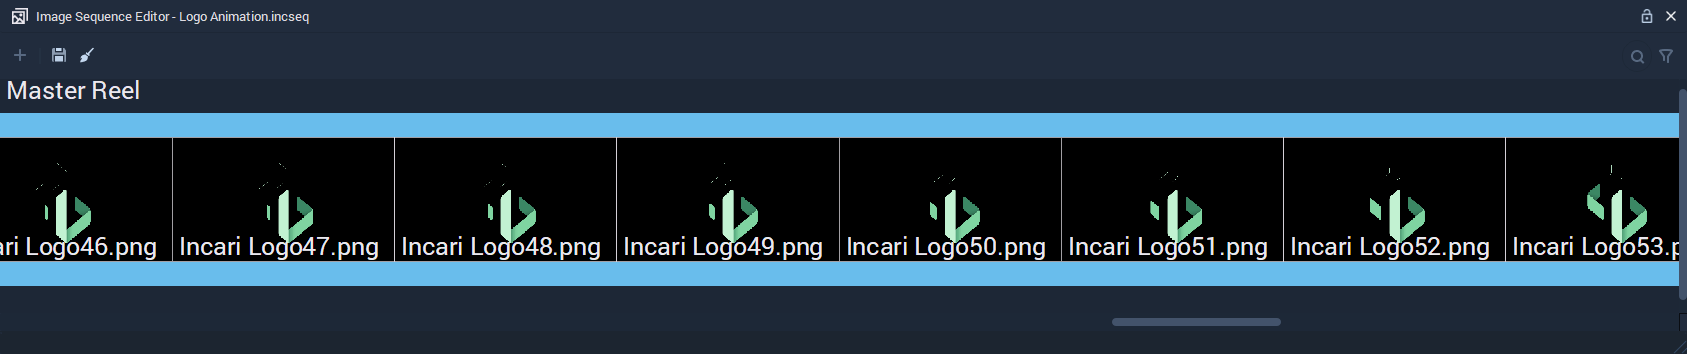 Image Sequence Editor - Logo Animation.incseq
Master Reel
ari Logo46.png
Incari Logo47.png
Incari Logo48.png
Incari Logo49.png
Incari Logo50.png
Incari Logo51.png
Incari Logo52.png
Incari Logo53.p